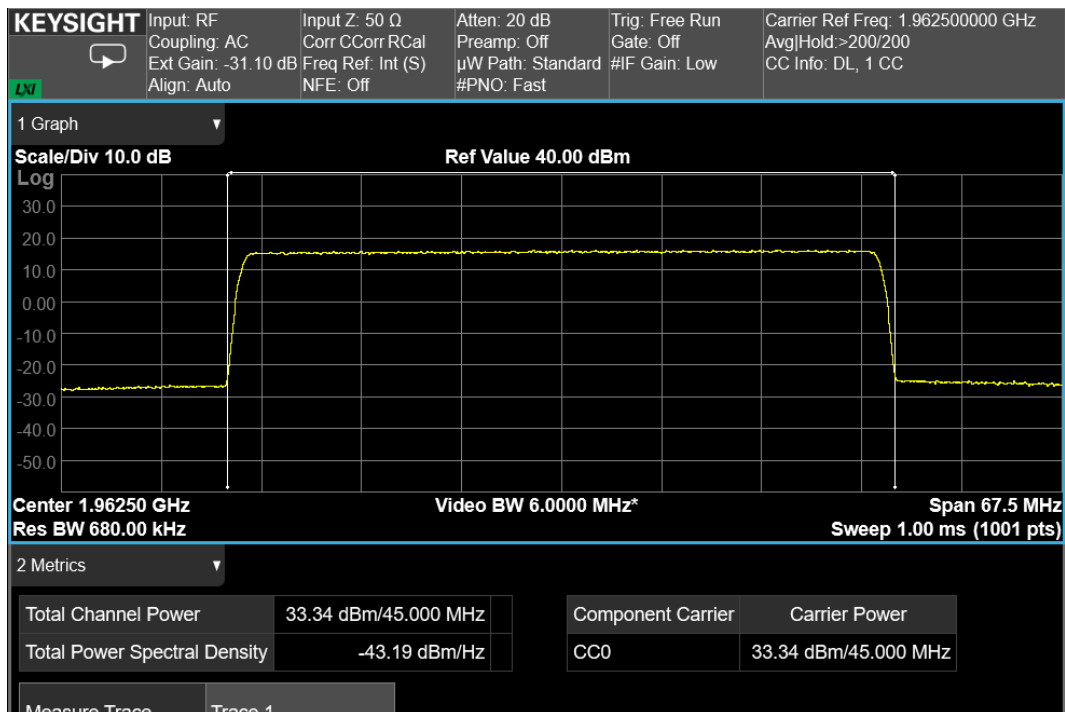 KEYSIGHT
LXI
Input: RF
Coupling: AC
Ext Gain: -31.10 dB
Align: Auto
Input Z: 50 Ω
Corr CCorr RCal
Freq Ref: Int (S)
NFE: Off
Atten: 20 dB
Preamp: Off
µW Path: Standard
#PNO: Fast
Trig: Free Run
Gate: Off
#IF Gain: Low
Carrier Ref Freq: 1.962500000 GHz
Avg|Hold:>200/200
CC Info: DL, 1 CC
1 Graph
Scale/Div 10.0 dB
Ref Value 40.00 dBm
Log
30.0
20.0
10.0
0.00
-10.0
-20.0
-30.0
-40.0
-50.0
Center 1.96250 GHz
Video BW 6.0000 MHz*
Span 67.5 MHz
Res BW 680.00 kHz
Sweep 1.00 ms (1001 pts)
2 Metrics
Total Channel Power 33.34 dBm/45.000 MHz
Total Power Spectral Density -43.19 dBm/Hz
Component Carrier Carrier Power
CC0 33.34 dBm/45.000 MHz
Measure Trace Trace 1